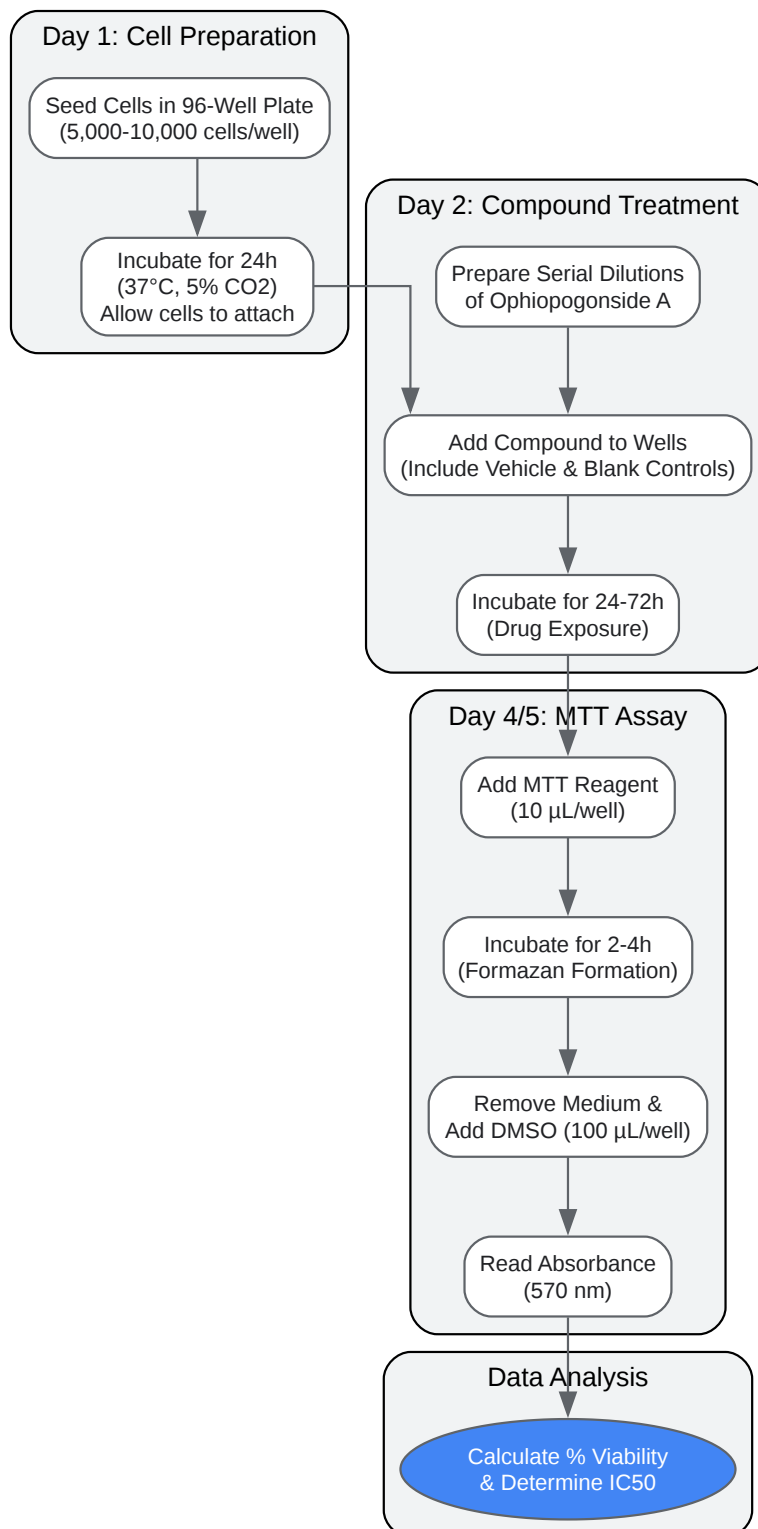 Day 1: Cell Preparation
Seed Cells in 96-Well Plate
(5,000-10,000 cells/well)
Incubate for 24h
(37°C, 5% CO2)
Allow cells to attach
Day 2: Compound Treatment
Prepare Serial Dilutions
of Ophiopogonside A
Add Compound to Wells
(Include Vehicle & Blank Controls)
Incubate for 24-72h
(Drug Exposure)
Day 4/5: MTT Assay
Add MTT Reagent
(10 µL/well)
Incubate for 2-4h
(Formazan Formation)
Remove Medium &
Add DMSO (100 µL/well)
Read Absorbance
(570 nm)
Data Analysis
Calculate % Viability
& Determine IC50